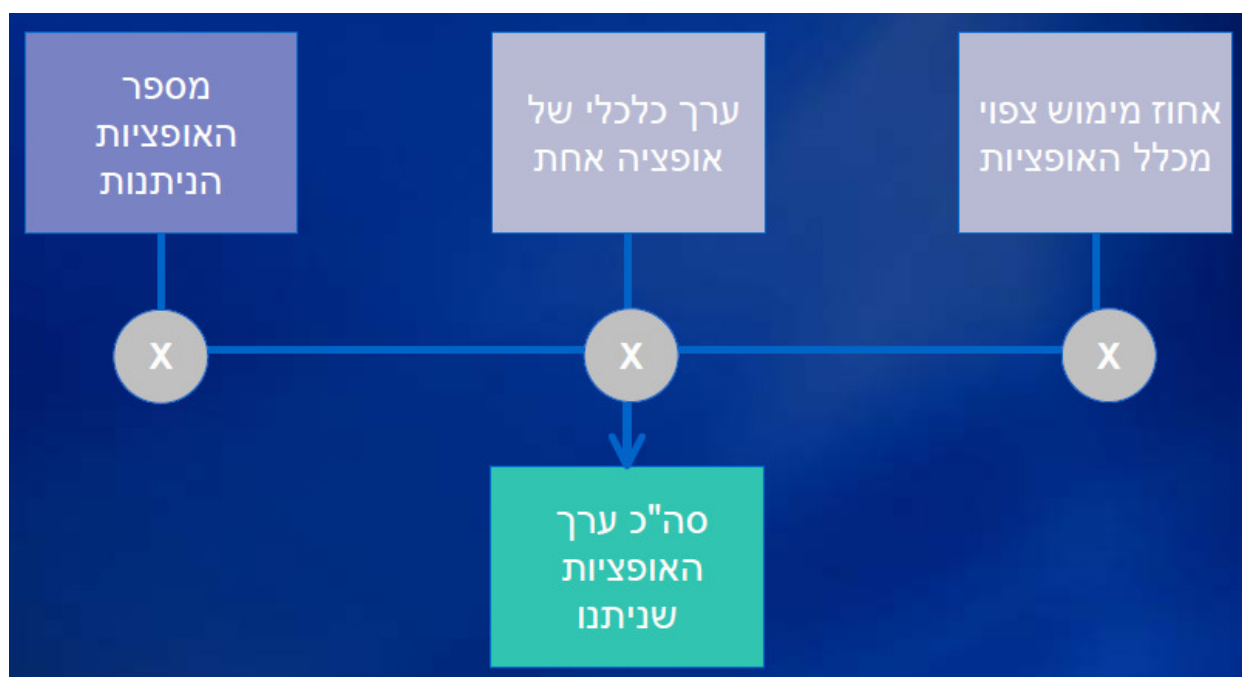 אחוז מימוש צפוי
מכלל האופציות
ערך כלכלי של
אופציה אחת
מספר
האופציות
הניתנות
X
X
X
סה"כ ערך
האופציות
שניתנו